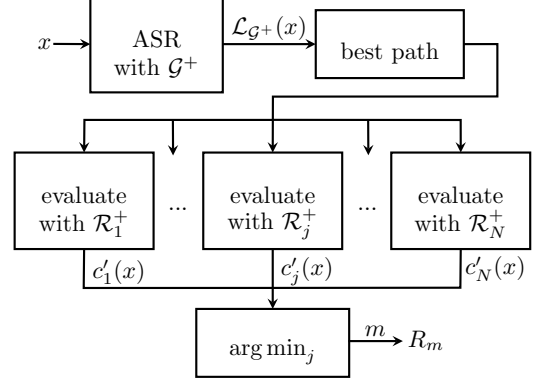 x
ASR
with 𝒢⁺
ℒ_𝒢⁺(x)
best path
evaluate
with ℛ₁⁺
...
evaluate
with ℛⱼ⁺
...
evaluate
with ℛ_N⁺
c′₁(x)
c′ⱼ(x)
c′_N(x)
arg minⱼ
m
R_m